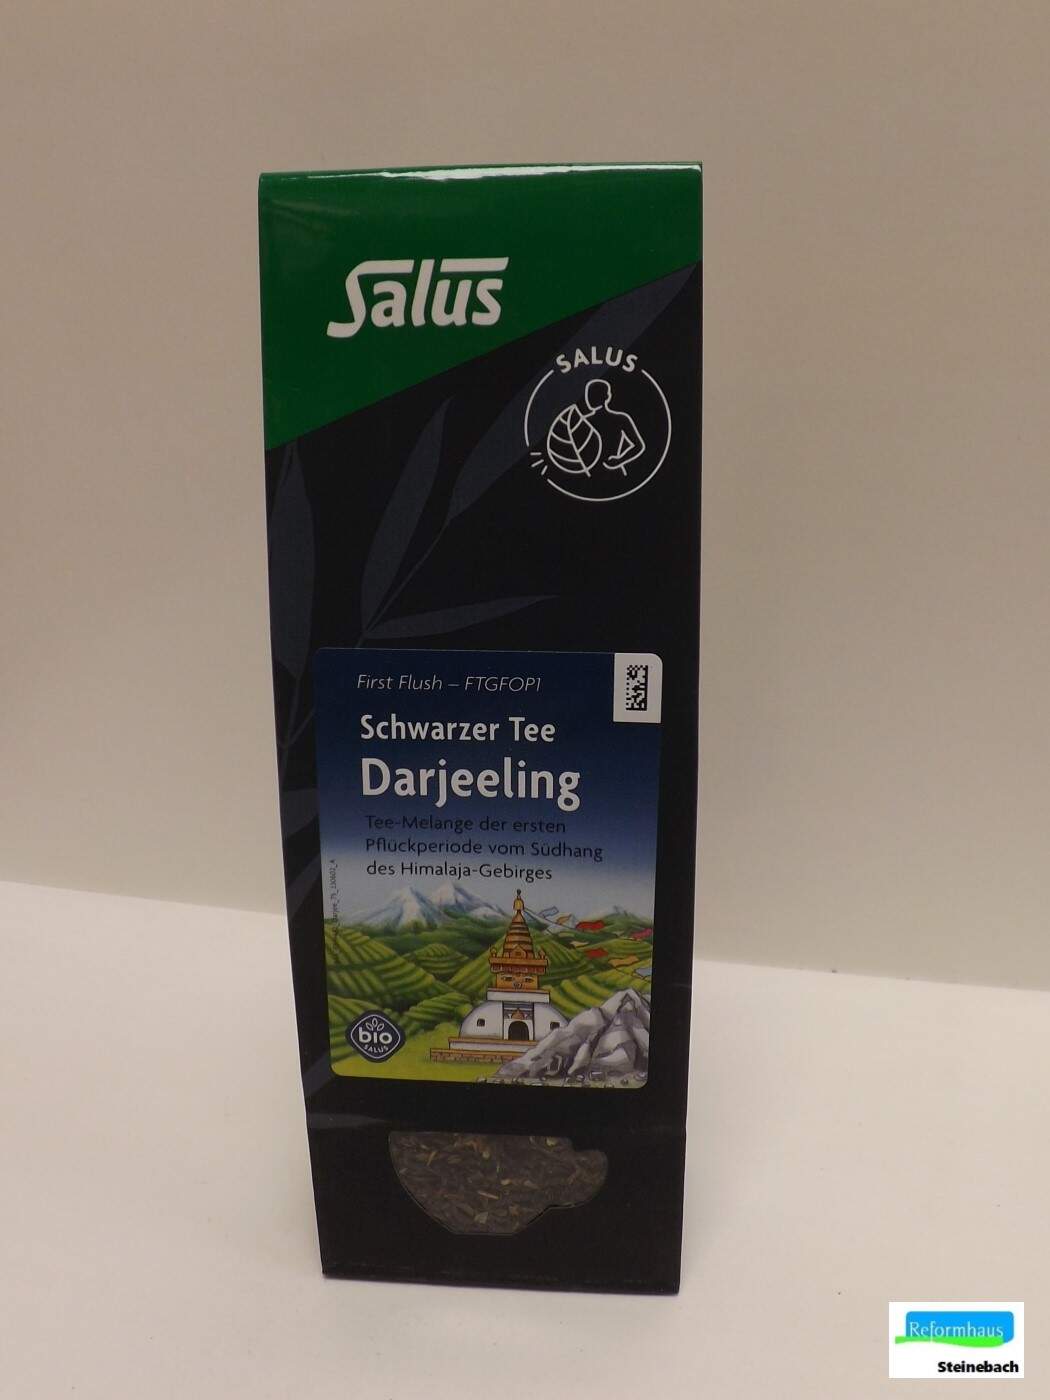 Salus
SALUS
First Flush – FTGFOP1
Schwarzer Tee
Darjeeling
Tee-Melange der ersten
Pflückperiode vom Südhang
des Himalaja-Gebirges
bio
SALUS
Reformhaus
Steinebach